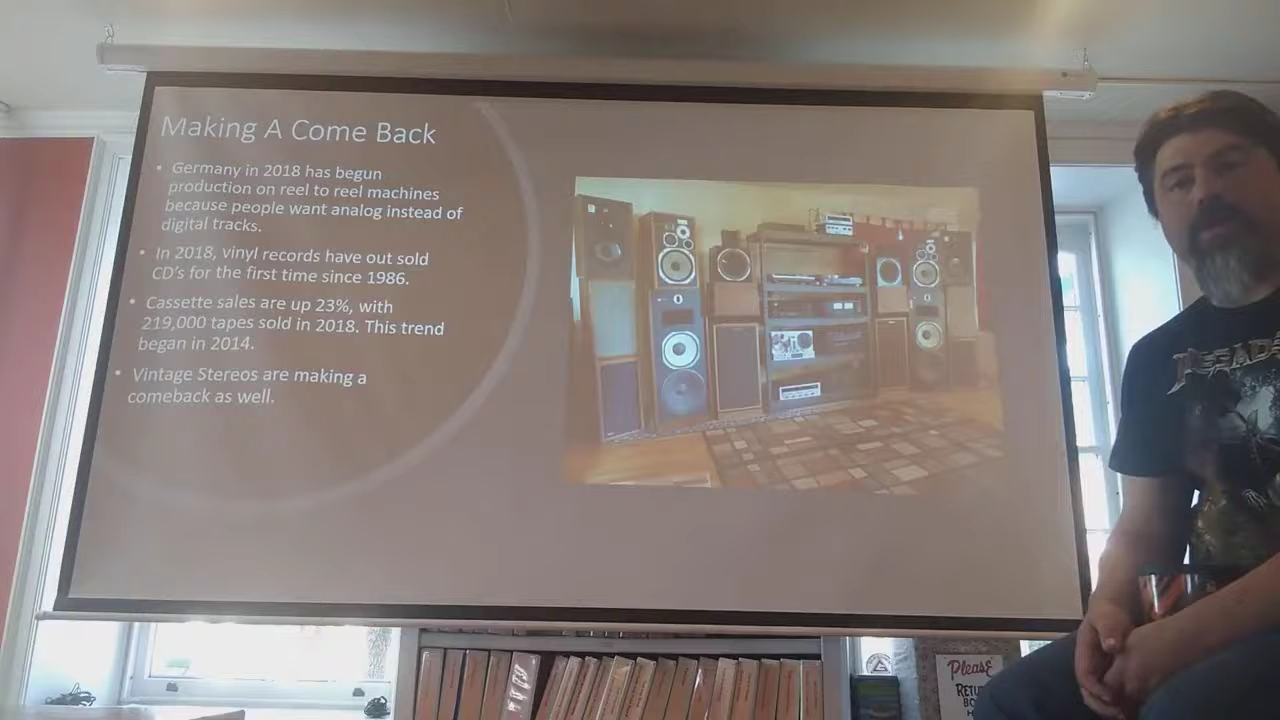 Making A Come Back
• Germany in 2018 has begun
production on reel to reel machines
because people want analog instead of
digital tracks.
• In 2018, vinyl records have out sold
CD's for the first time since 1986.
• Cassette sales are up 23%, with
219,000 tapes sold in 2018. This trend
began in 2014.
• Vintage Stereos are making a
comeback as well.
Please